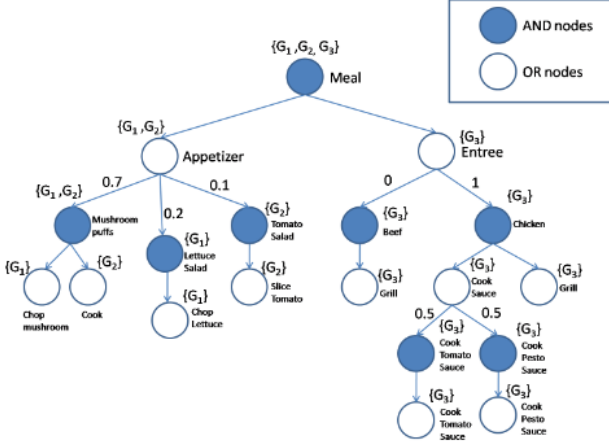 AND nodes
OR nodes
{G₁ ,G₂, G₃}
Meal
{G₁ ,G₂}
Appetizer
{G₃}
Entree
0.7
0.2
0.1
0
1
{G₁ ,G₂}
Mushroom
puffs
{G₁}
Lettuce
Salad
{G₂}
Tomato
Salad
{G₃}
Beef
{G₃}
Chicken
{G₁}
Chop
mushroom
{G₂}
Cook
{G₁}
Chop
Lettuce
{G₂}
Slice
Tomato
{G₃}
Grill
{G₃}
Cook
Sauce
{G₃}
Grill
0.5
0.5
{G₃}
Cook
Tomato
Sauce
{G₃}
Cook
Pesto
Sauce
{G₃}
Cook
Tomato
Sauce
{G₃}
Cook
Pesto
Sauce